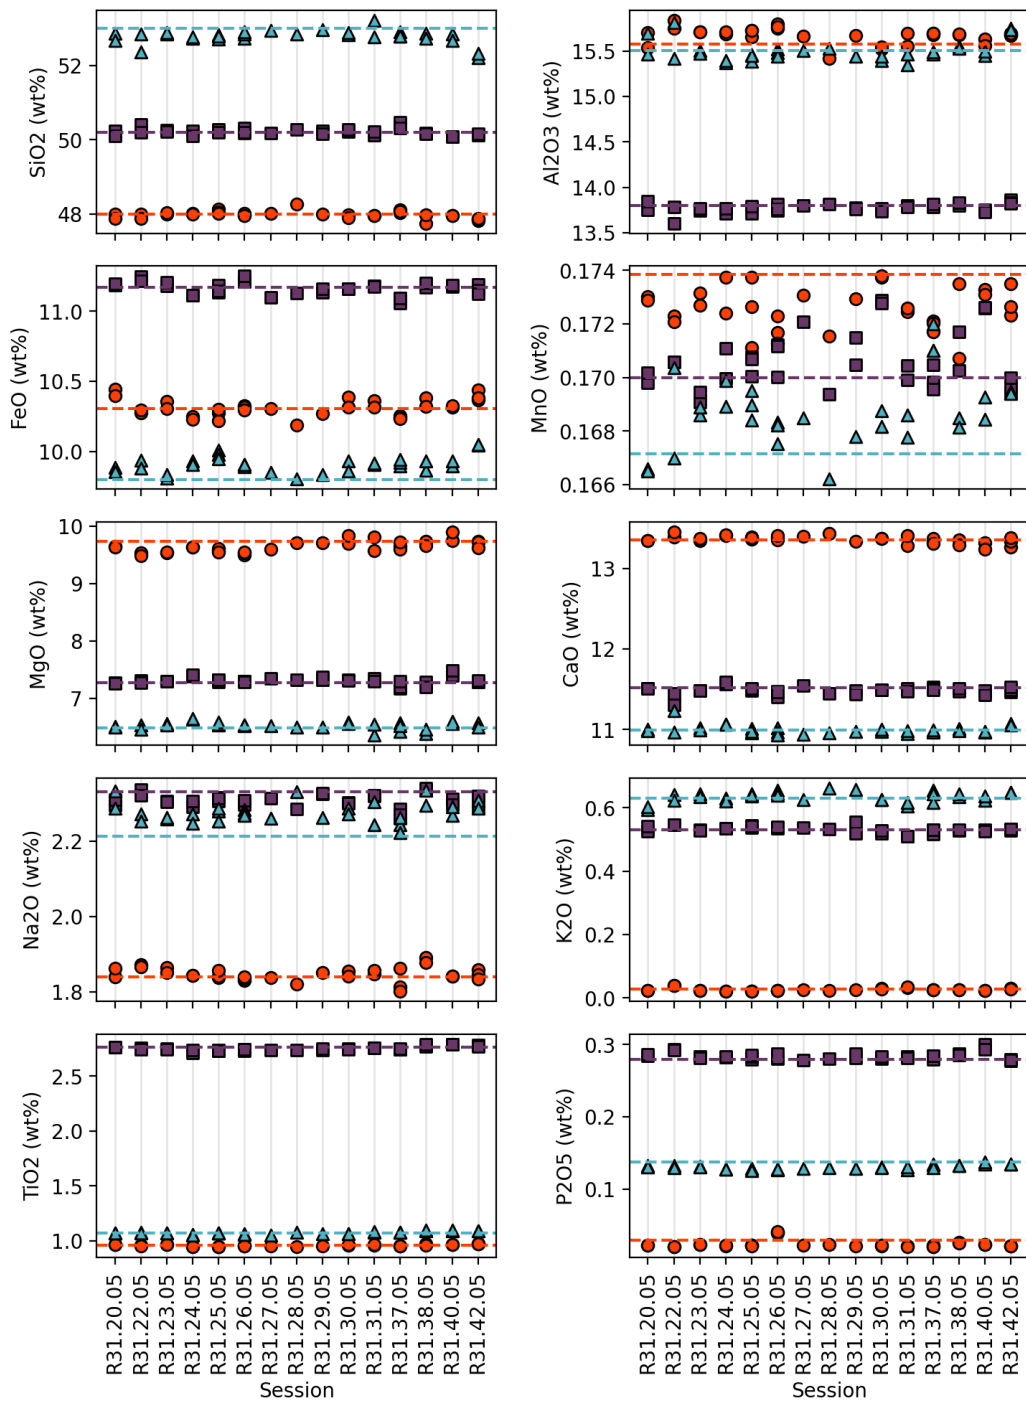 SiO2 (wt%)
52
50
48
Al2O3 (wt%)
15.5
15.0
14.5
14.0
13.5
FeO (wt%)
11.0
10.5
10.0
MnO (wt%)
0.174
0.172
0.170
0.168
0.166
MgO (wt%)
10
9
8
7
CaO (wt%)
13
12
11
Na2O (wt%)
2.2
2.0
1.8
K2O (wt%)
0.6
0.4
0.2
0.0
TiO2 (wt%)
2.5
2.0
1.5
1.0
P2O5 (wt%)
0.3
0.2
0.1
R31.20.05
R31.22.05
R31.23.05
R31.24.05
R31.25.05
R31.26.05
R31.27.05
R31.28.05
R31.29.05
R31.30.05
R31.31.05
R31.37.05
R31.38.05
R31.40.05
R31.42.05
Session
R31.20.05
R31.22.05
R31.23.05
R31.24.05
R31.25.05
R31.26.05
R31.27.05
R31.28.05
R31.29.05
R31.30.05
R31.31.05
R31.37.05
R31.38.05
R31.40.05
R31.42.05
Session